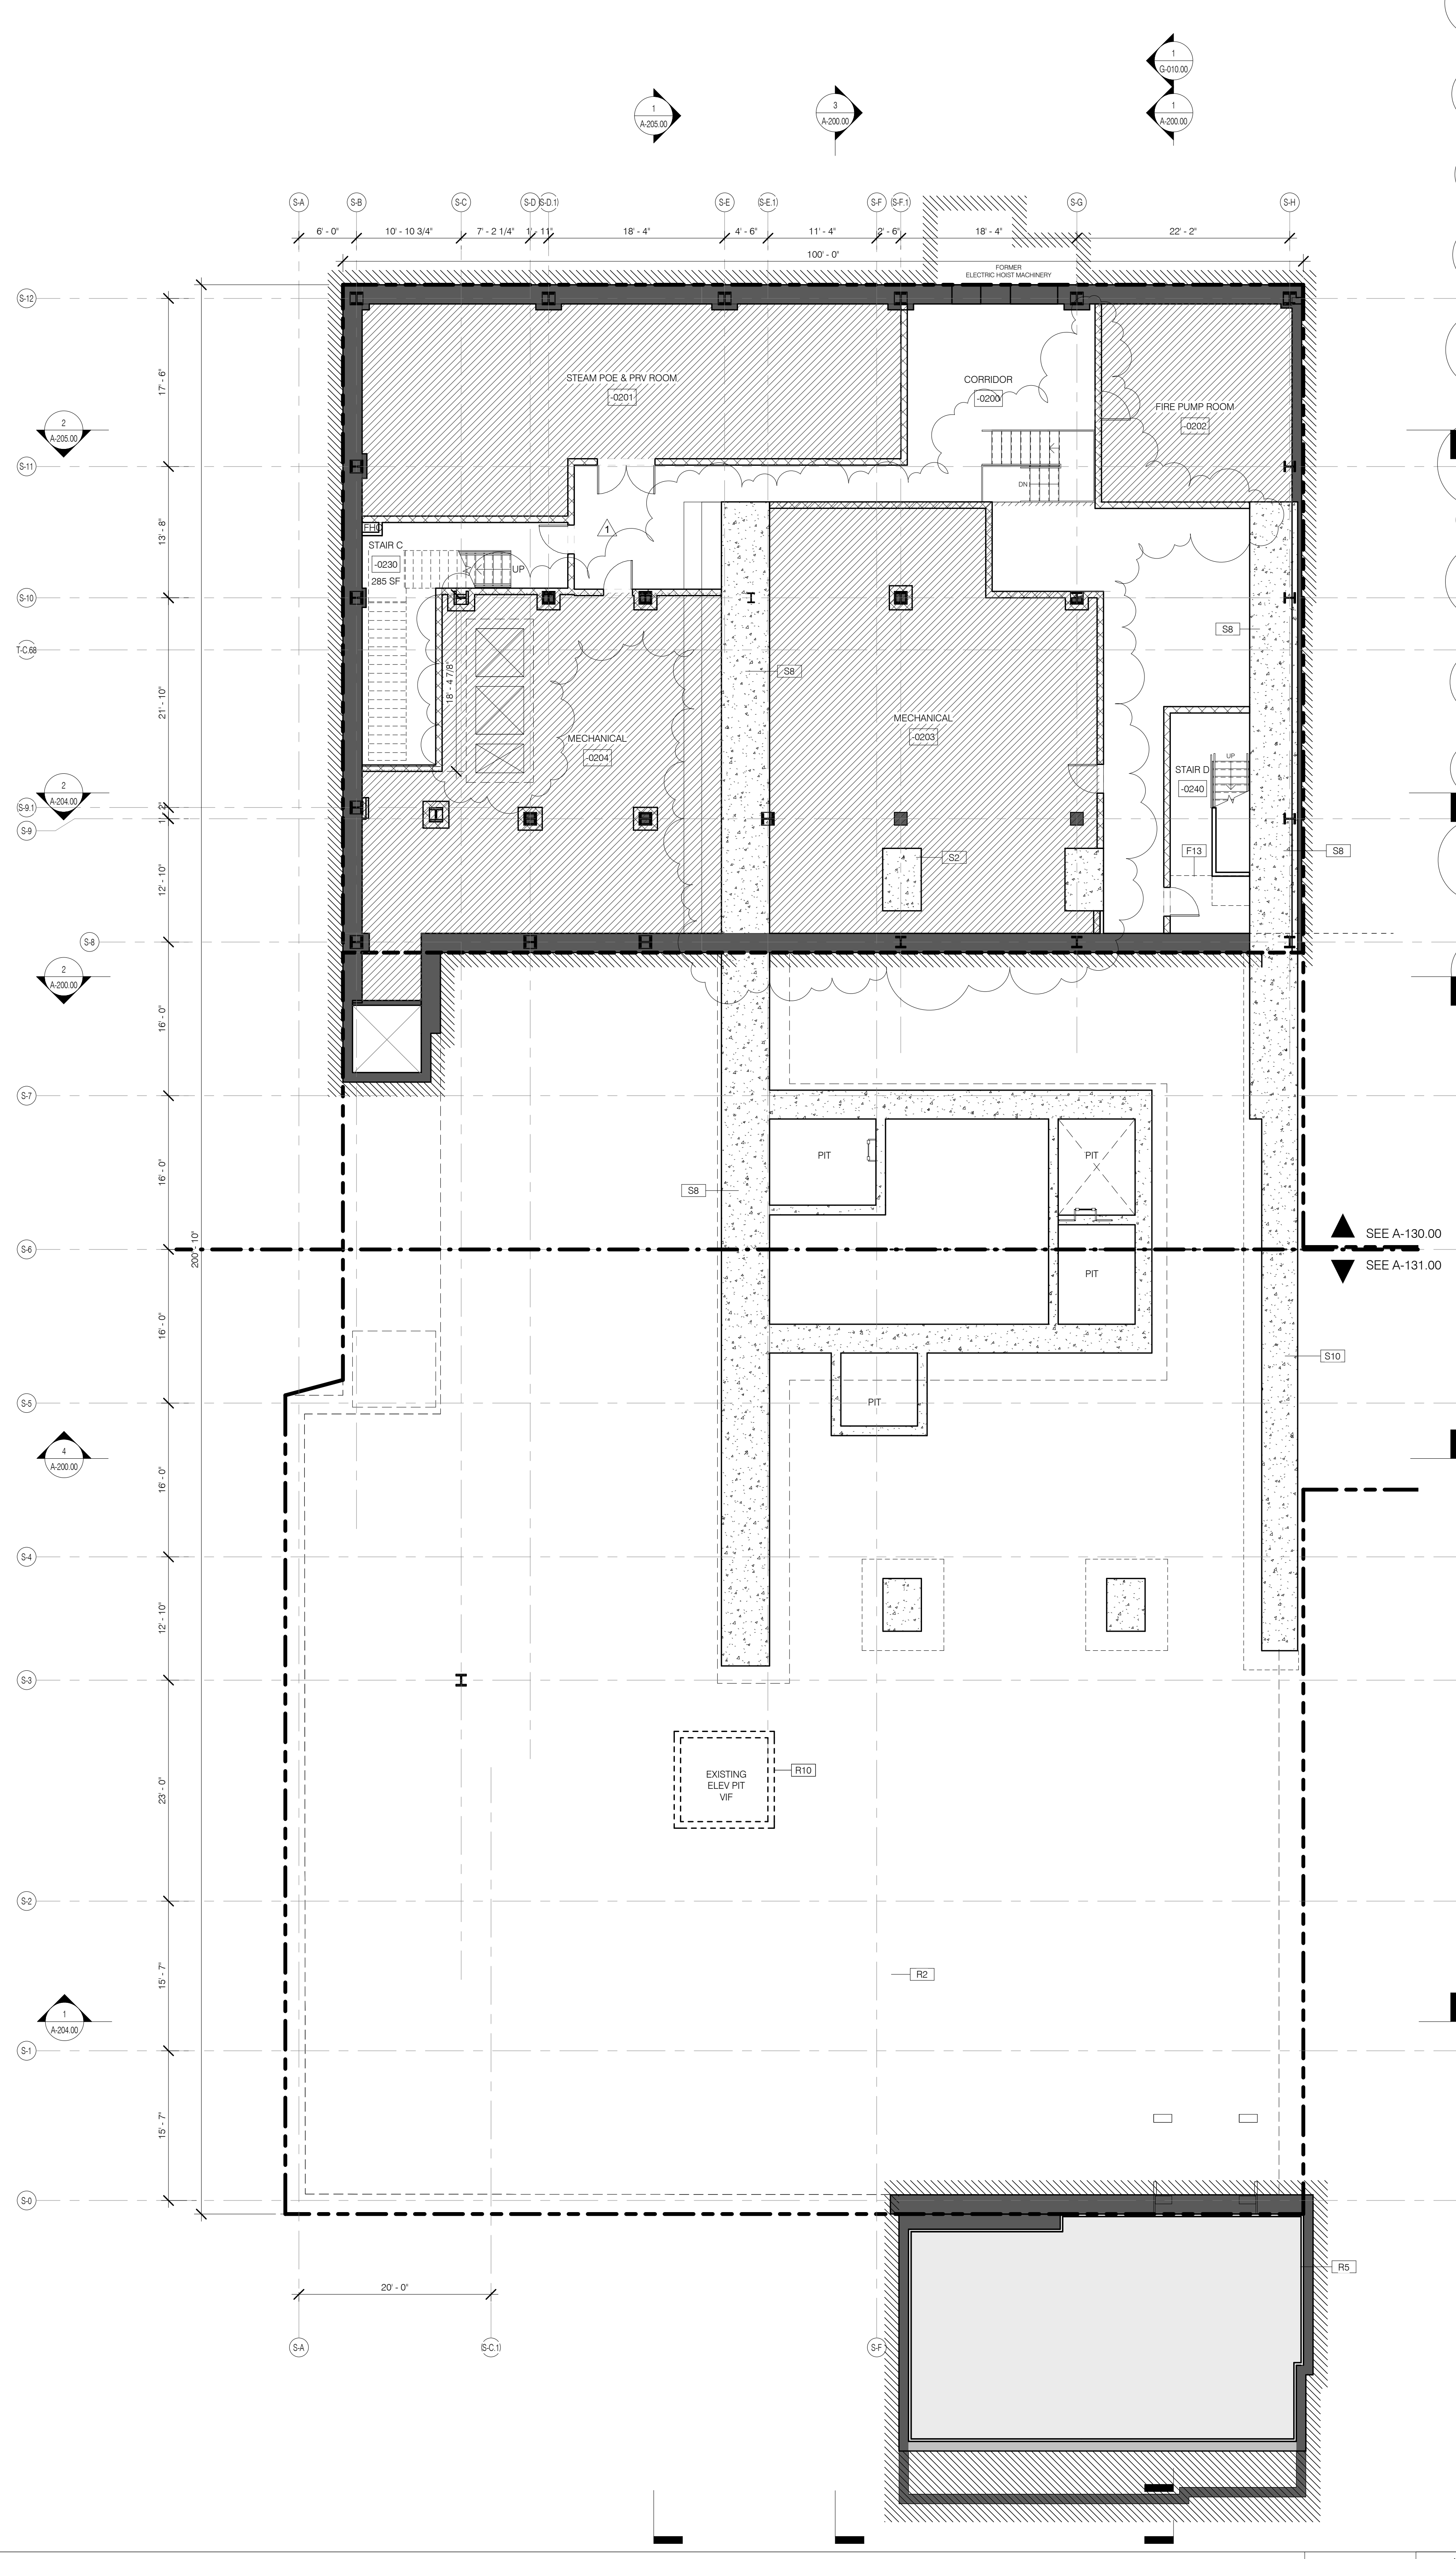 1
G-010.00
1
A-205.00
3
A-200.00
1
A-200.00
S-A
S-B
S-C
S-D
(S-D.1)
S-E
(S-E.1)
S-F
(S-F.1)
S-G
S-H
6' - 0"
10' - 10 3/4"
7' - 2 1/4"
1' - 11"
18' - 4"
4' - 6"
11' - 4"
2' - 6"
18' - 4"
22' - 2"
100' - 0"
FORMER
ELECTRIC HOIST MACHINERY
S-12
17' - 6"
STEAM POE & PRV ROOM
-0201
CORRIDOR
-0200
FIRE PUMP ROOM
-0202
2
A-205.00
S-11
DN
13' - 8"
FHC
1
STAIR C
-0230
285 SF
UP
S-10
S8
T-C.68
S8
18' - 4 7/8"
21' - 10"
MECHANICAL
-0204
MECHANICAL
-0203
UP
STAIR D
-0240
2
A-204.00
(S-9.1)
S-9
F13
S2
S8
12' - 10"
S-8
2
A-200.00
16' - 0"
S-7
PIT
PIT
16' - 0"
S8
SEE A-130.00
S-6
200' - 10"
SEE A-131.00
PIT
16' - 0"
S10
S-5
PIT
4
A-200.00
16' - 0"
S-4
12' - 10"
S-3
R10
EXISTING
ELEV PIT
VIF
23' - 0"
S-2
R2
15' - 7"
1
A-204.00
S-1
15' - 7"
S-0
R5
20' - 0"
S-A
(S-C.1)
S-F